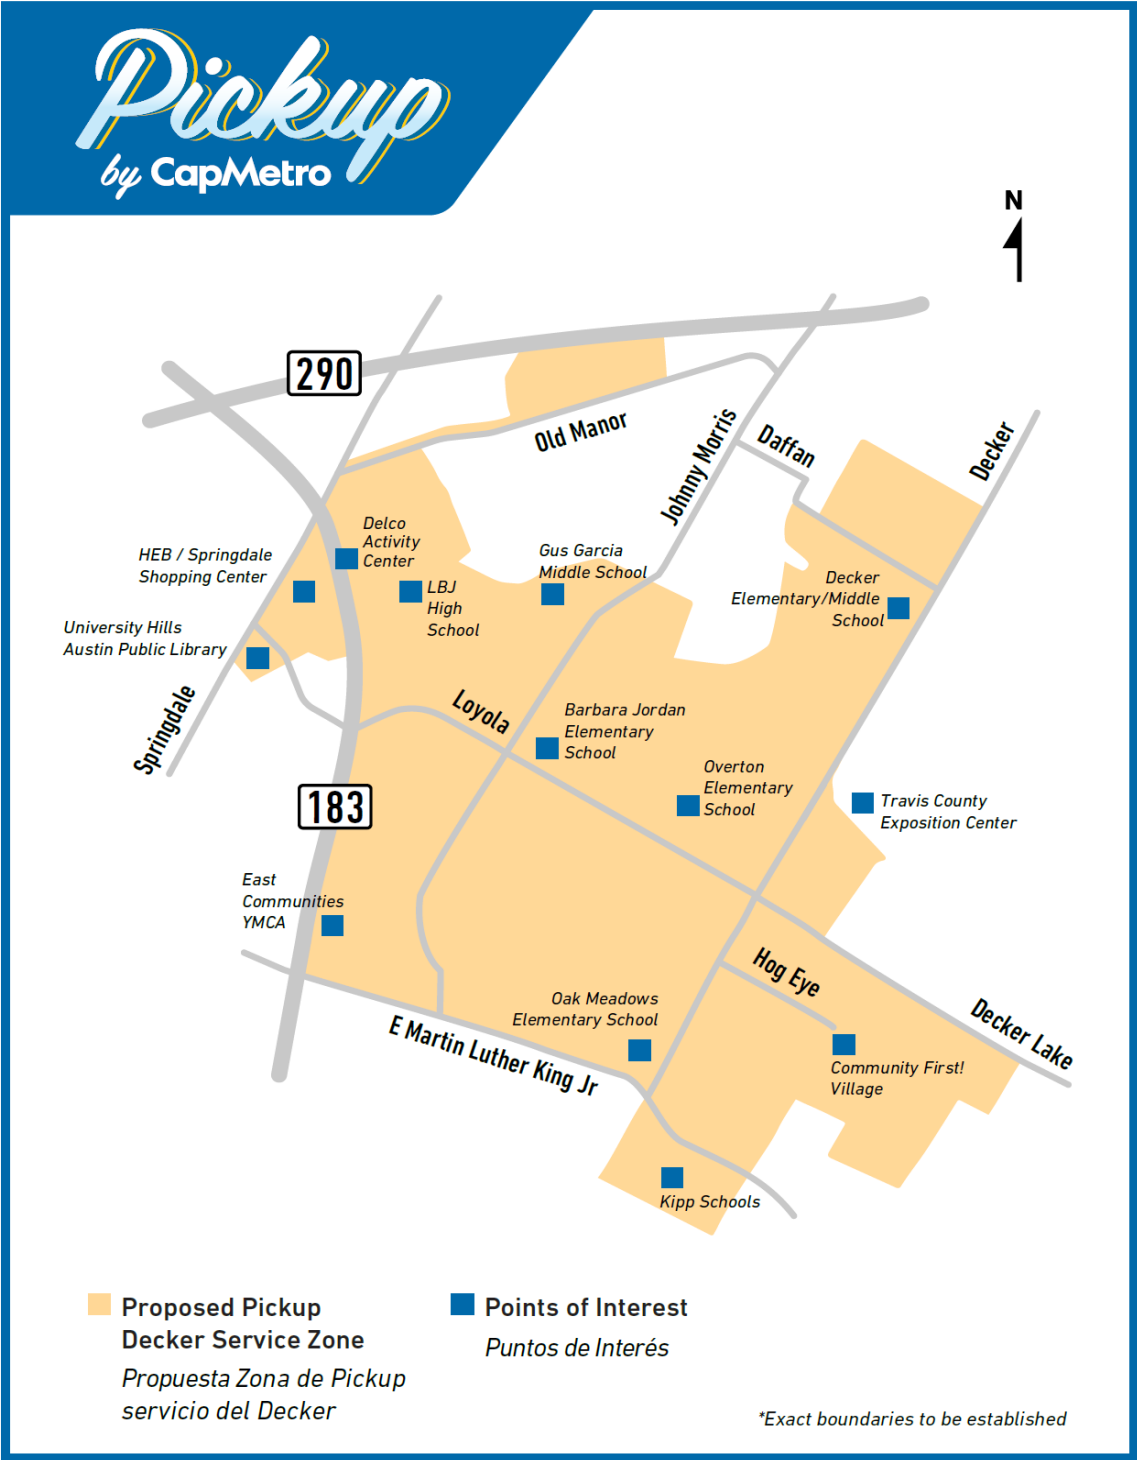 Pickup
by CapMetro
N
290
Old Manor
Johnny Morris
Daffan
Decker
Delco
Activity
Center
HEB / Springdale
Shopping Center
Gus Garcia
Middle School
LBJ
High
School
Decker
Elementary/Middle
School
University Hills
Austin Public Library
Springdale
Loyola
Barbara Jordan
Elementary
School
Overton
Elementary
School
183
Travis County
Exposition Center
East
Communities
YMCA
Hog Eye
Oak Meadows
Elementary School
Decker Lake
E Martin Luther King Jr
Community First!
Village
Kipp Schools
Proposed Pickup
Decker Service Zone
Propuesta Zona de Pickup
servicio del Decker
Points of Interest
Puntos de Interés
*Exact boundaries to be established